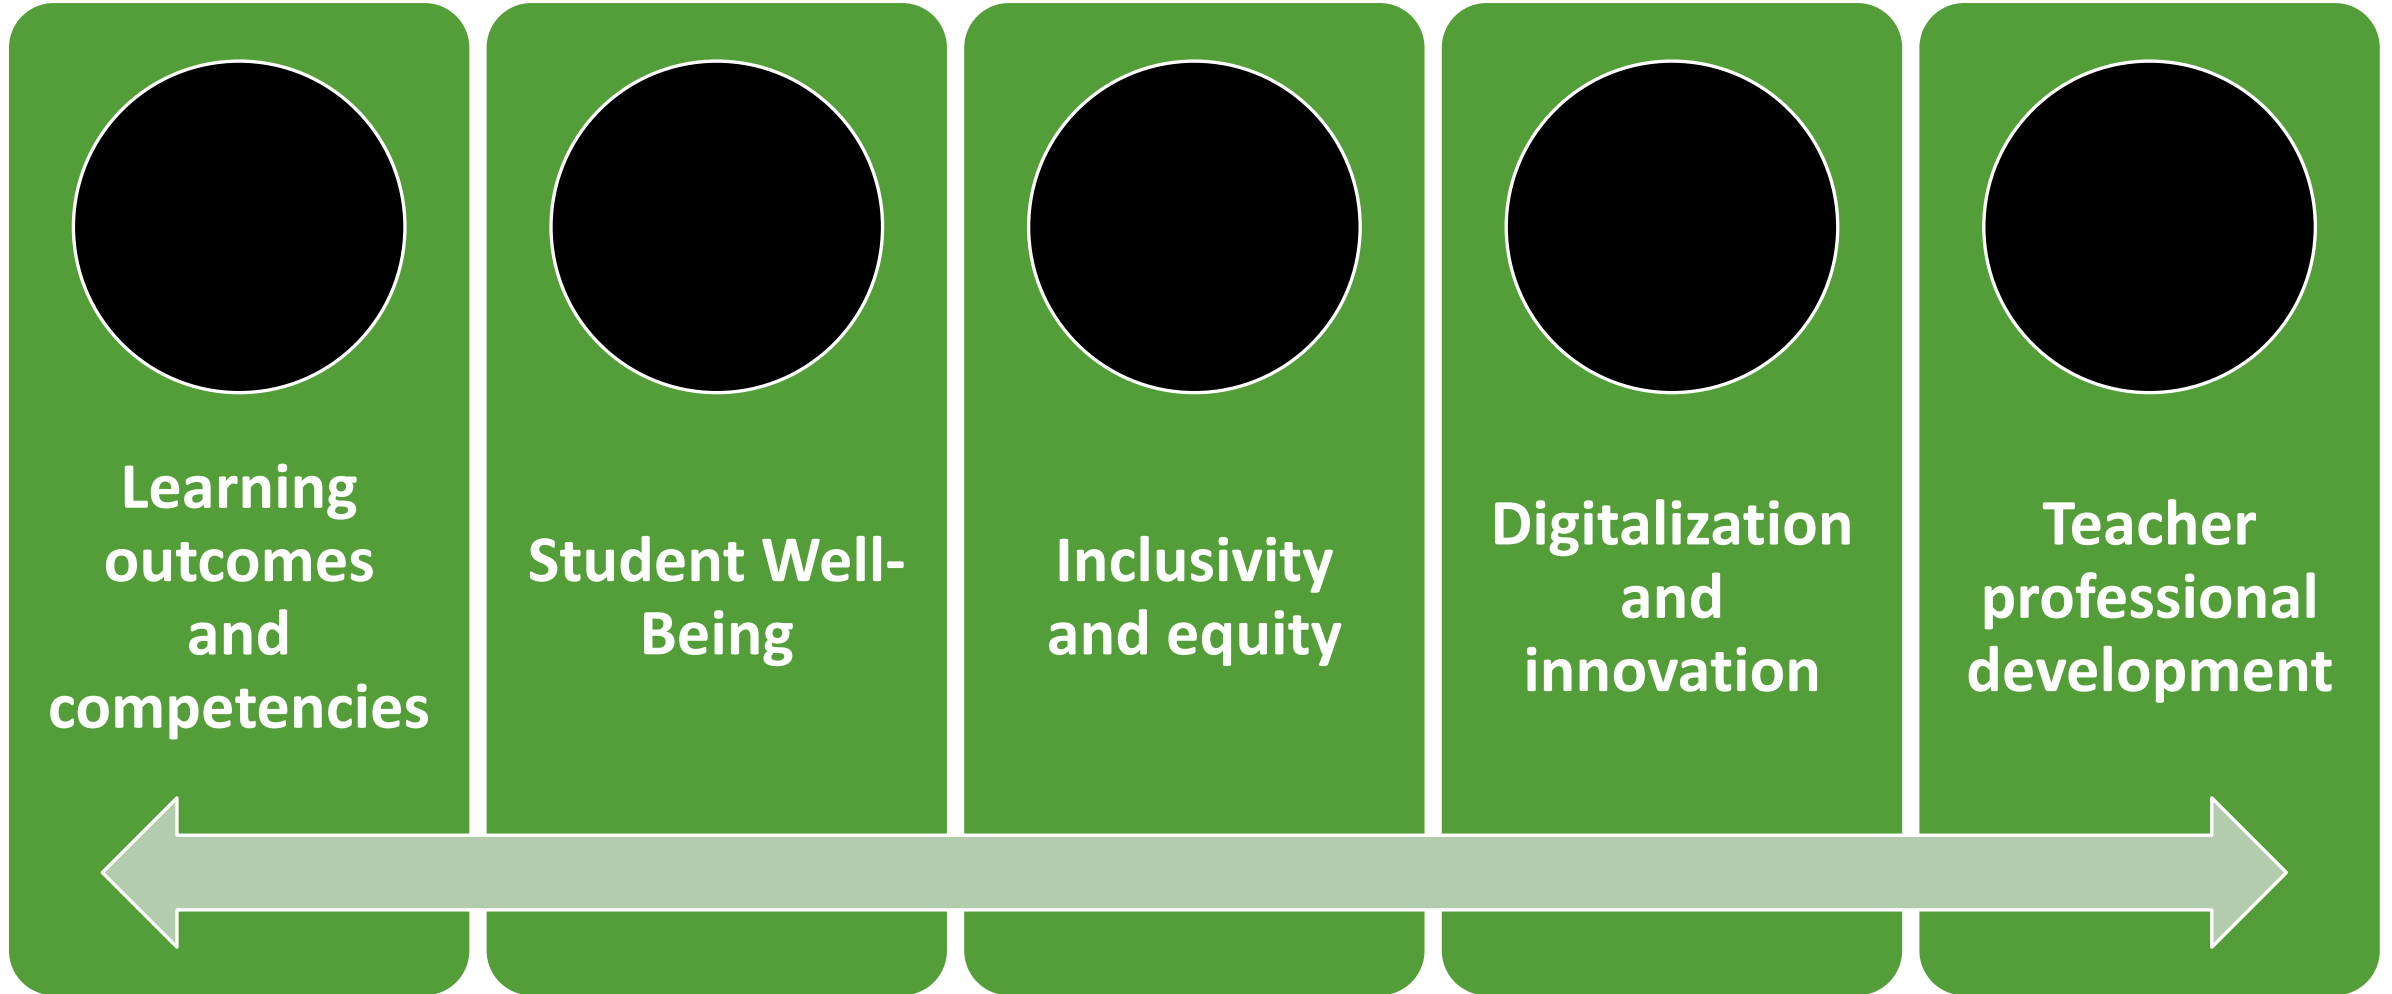 Learning
outcomes
and
competencies
Student Well-
Being
Inclusivity
and equity
Digitalization
and
innovation
Teacher
professional
development